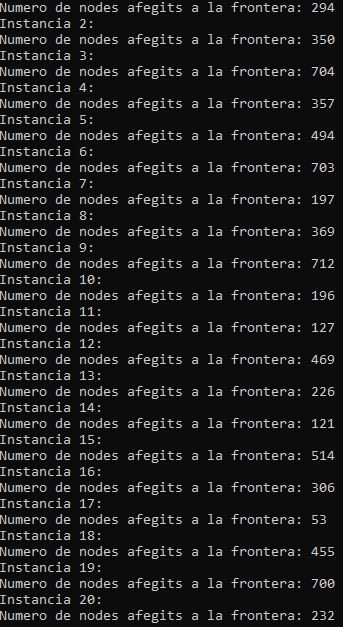 Numero de nodes afegits a la frontera: 294
Instancia 2:
Numero de nodes afegits a la frontera: 350
Instancia 3:
Numero de nodes afegits a la frontera: 704
Instancia 4:
Numero de nodes afegits a la frontera: 357
Instancia 5:
Numero de nodes afegits a la frontera: 494
Instancia 6:
Numero de nodes afegits a la frontera: 703
Instancia 7:
Numero de nodes afegits a la frontera: 197
Instancia 8:
Numero de nodes afegits a la frontera: 369
Instancia 9:
Numero de nodes afegits a la frontera: 712
Instancia 10:
Numero de nodes afegits a la frontera: 196
Instancia 11:
Numero de nodes afegits a la frontera: 127
Instancia 12:
Numero de nodes afegits a la frontera: 469
Instancia 13:
Numero de nodes afegits a la frontera: 226
Instancia 14:
Numero de nodes afegits a la frontera: 121
Instancia 15:
Numero de nodes afegits a la frontera: 514
Instancia 16:
Numero de nodes afegits a la frontera: 306
Instancia 17:
Numero de nodes afegits a la frontera: 53
Instancia 18:
Numero de nodes afegits a la frontera: 455
Instancia 19:
Numero de nodes afegits a la frontera: 700
Instancia 20:
Numero de nodes afegits a la frontera: 232